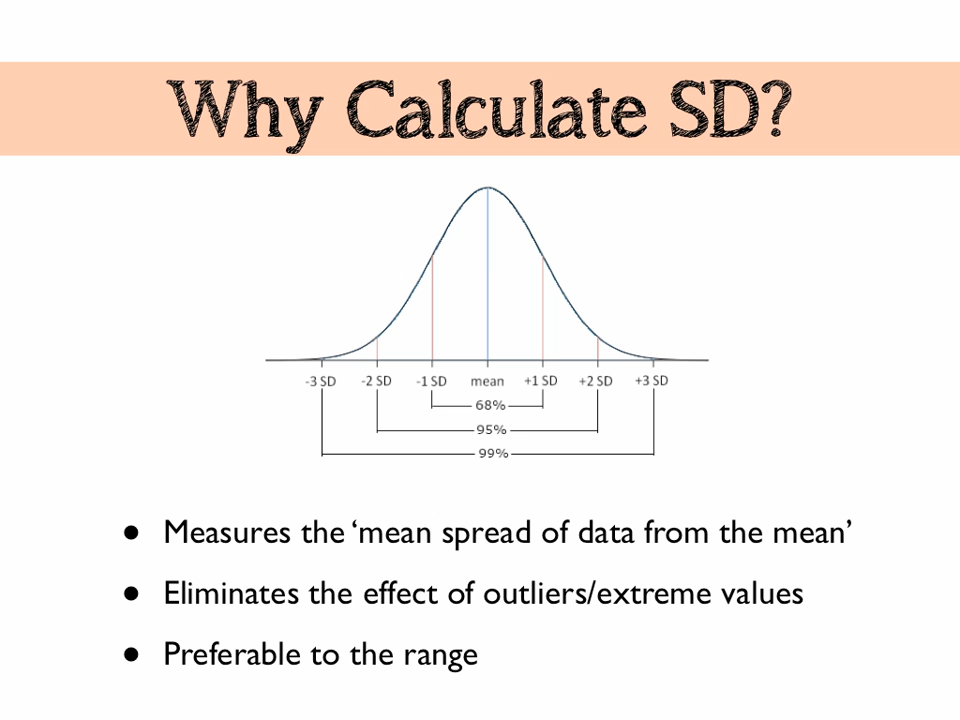 Why Calculate SD?
-3 SD -2 SD -1 SD mean +1 SD +2 SD +3 SD
68%
95%
99%
• Measures the ‘mean spread of data from the mean’
• Eliminates the effect of outliers/extreme values
• Preferable to the range